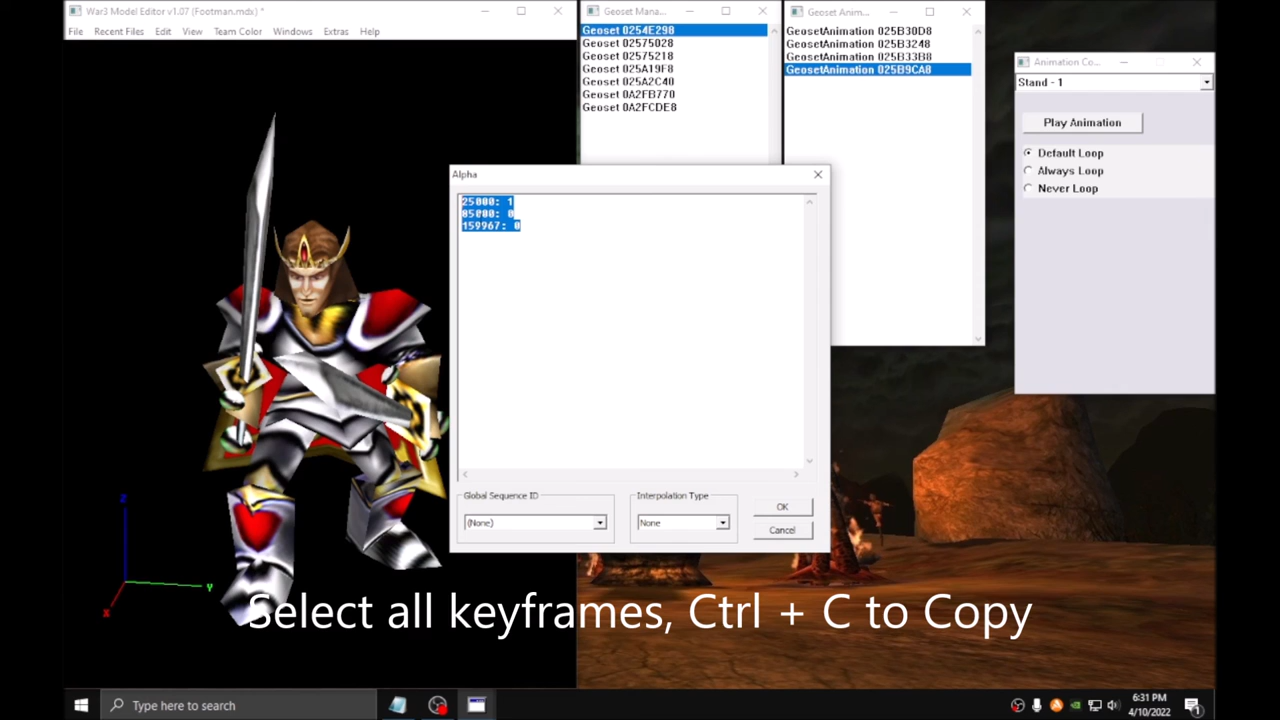 War3 Model Editor v1.07 (Footman.mdx) *
File Recent Files Edit View Team Color Windows Extras Help
Geoset Mana...
Geoset 0254E298
Geoset 02575028
Geoset 02575218
Geoset 025A19F8
Geoset 025A2C40
Geoset 0A2FB770
Geoset 0A2FCDE8
Geoset Anim...
GeosetAnimation 025B30D8
GeosetAnimation 025B3248
GeosetAnimation 025B33B8
GeosetAnimation 025B9CA8
Animation Co...
Stand - 1
Play Animation
Default Loop
Always Loop
Never Loop
Alpha
25000: 1
85000: 0
159967: 0
Global Sequence ID
(None)
Interpolation Type
None
OK
Cancel
Z
Y
X
Select all keyframes, Ctrl + C to Copy
Type here to search
6:31 PM
4/10/2022
1